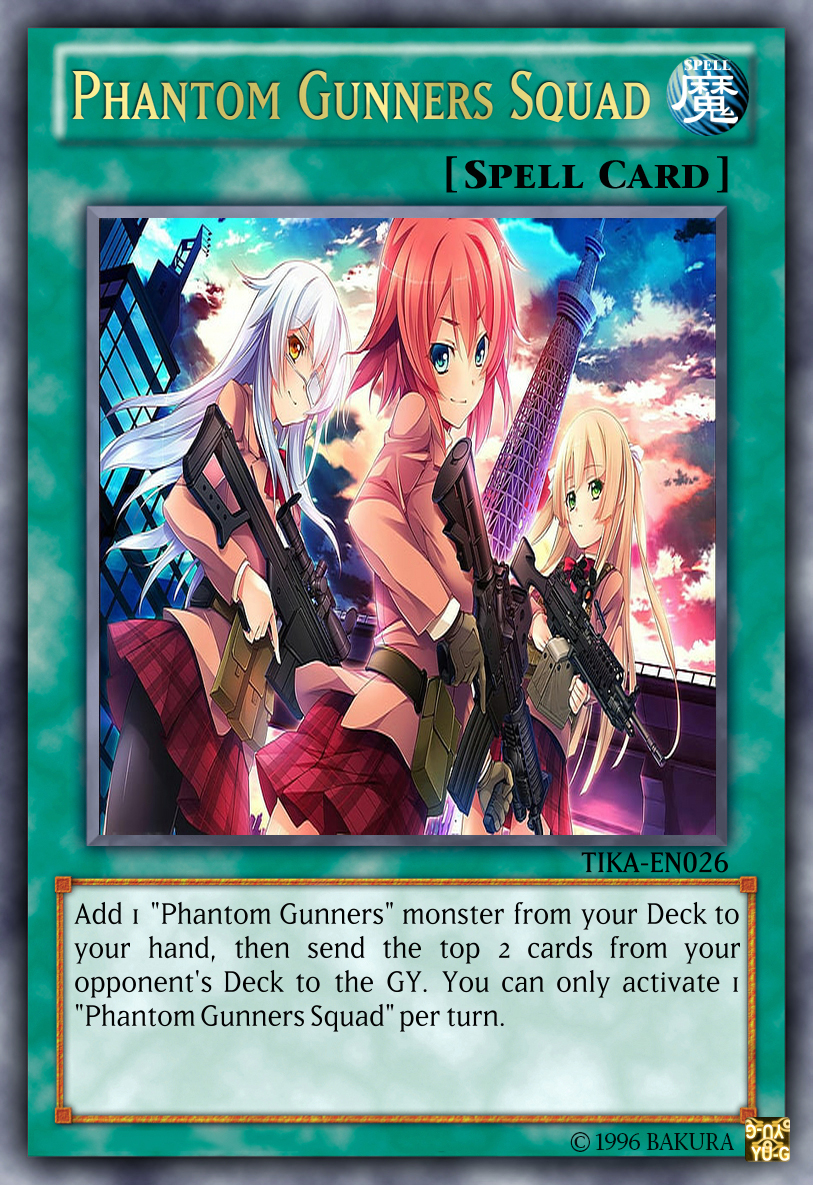 Phantom Gunners Squad
SPELL
魔
[Spell Card]
TIKA-EN026
Add 1 "Phantom Gunners" monster from your Deck to
your hand, then send the top 2 cards from your
opponent's Deck to the GY. You can only activate 1
"Phantom Gunners Squad" per turn.
© 1996 BAKURA
YU-G